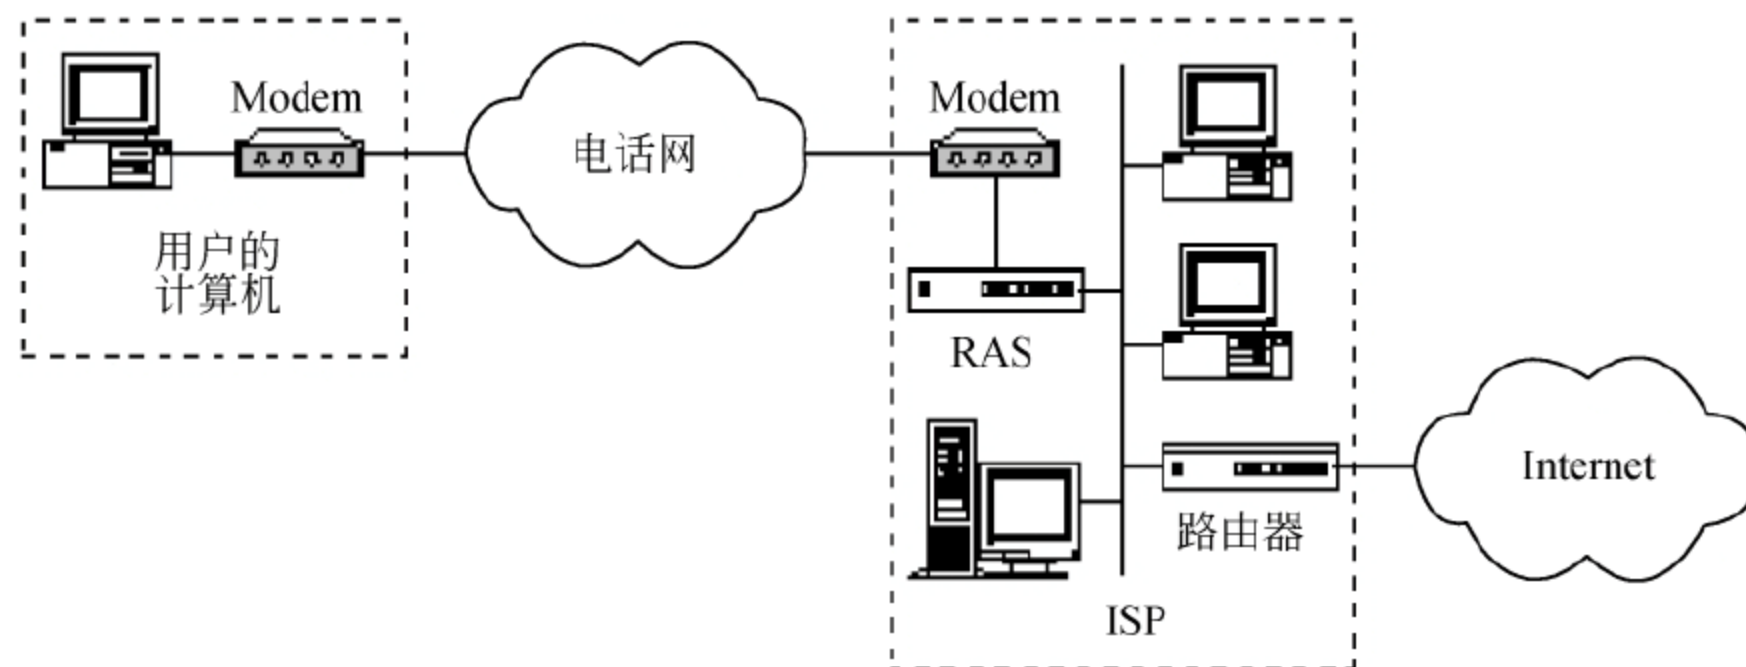 Modem
用户的
计算机
电话网
Modem
RAS
路由器
ISP
Internet